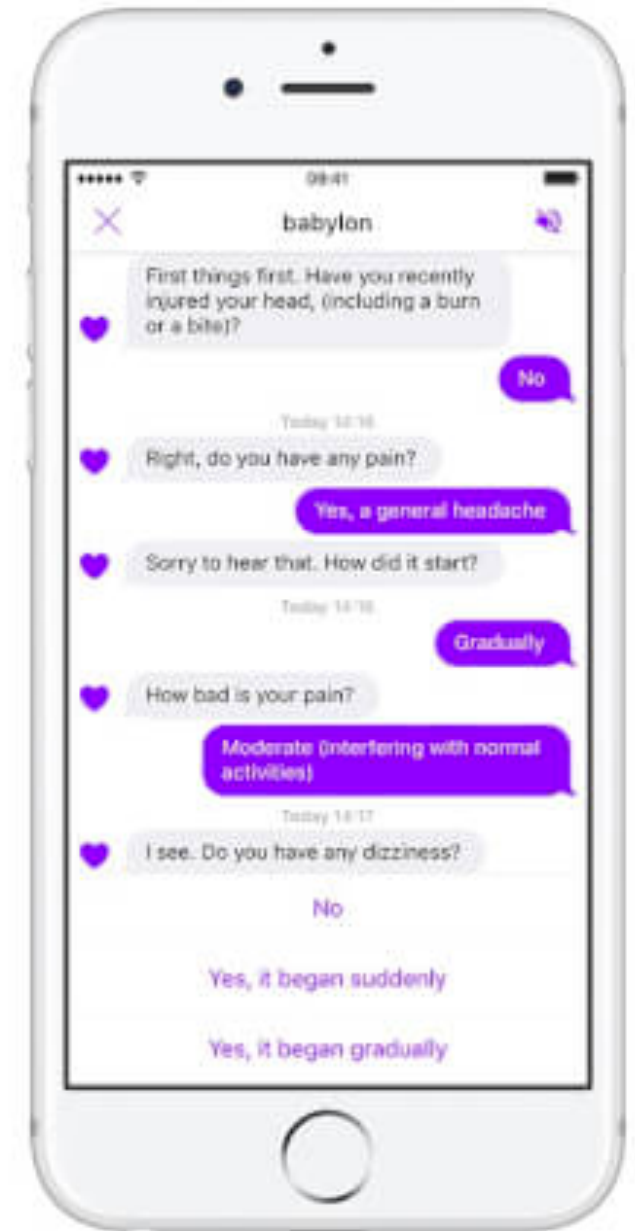 09:41
babylon
First things first. Have you recently
injured your head, (including a burn
or a bite)?
No
Today 14:16
Right, do you have any pain?
Yes, a general headache
Sorry to hear that. How did it start?
Today 14:16
Gradually
How bad is your pain?
Moderate (interfering with normal
activities)
Today 14:17
I see. Do you have any dizziness?
No
Yes, it began suddenly
Yes, it began gradually